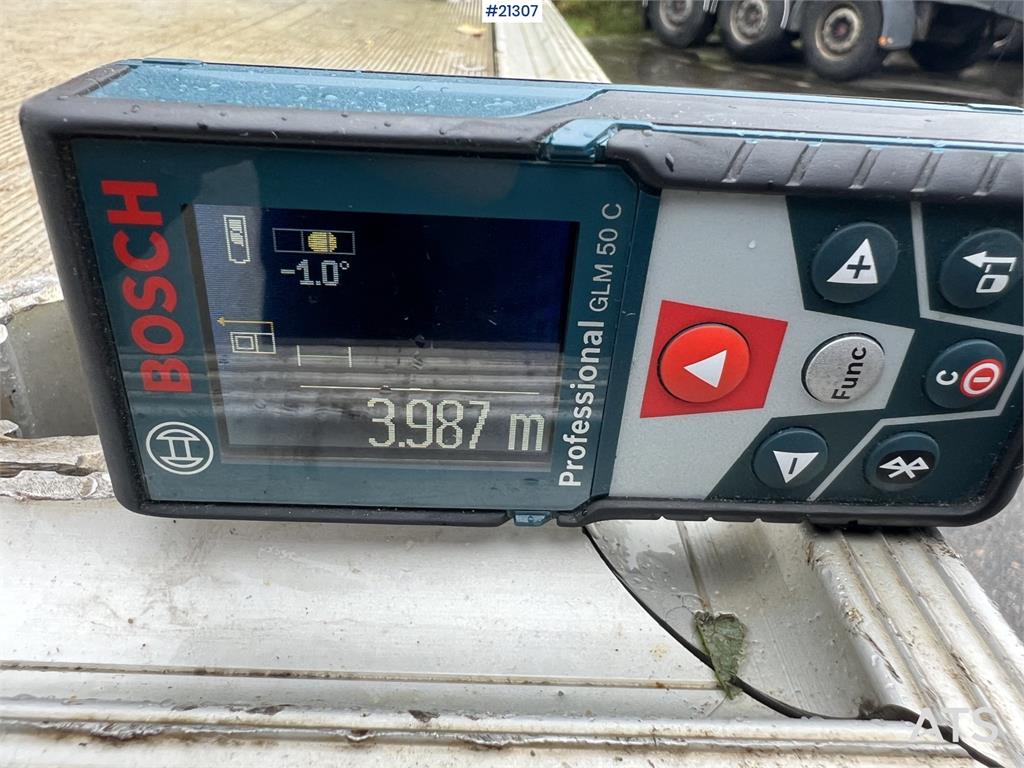 #21307
BOSCH
-1.0°
3.987 m
Professional GLM 50 C
Func
C
ATS